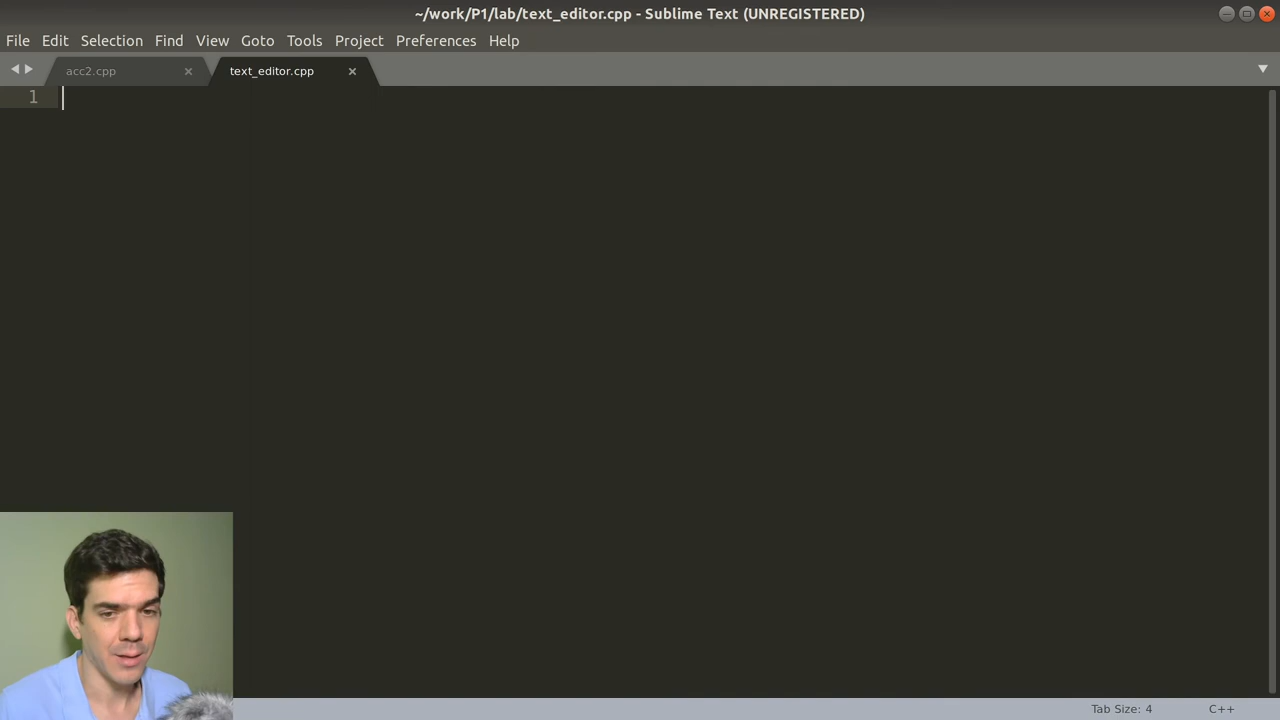 ~/work/P1/lab/text_editor.cpp - Sublime Text (UNREGISTERED)
File Edit Selection Find View Goto Tools Project Preferences Help
acc2.cpp text_editor.cpp
1
Tab Size: 4 C++